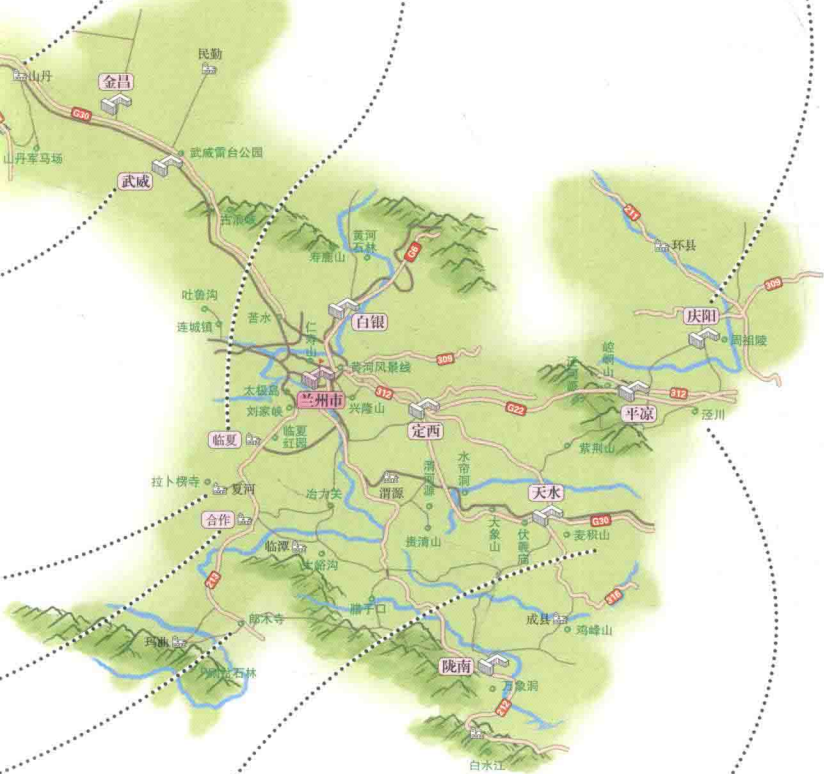 民勤
山丹
金昌
G30
山丹军马场
武威雷台公园
武威
古浪峡
211
环县
黄河
石林
寿鹿山
G6
309
庆阳
吐鲁沟
连城镇
苦水
仁寿山
白银
周祖陵
崆峒山
黄河风景线
309
太极岛
兰州市
312
兴隆山
定西
G22
312
平凉
泾川
刘家峡
临夏
临夏
红园
紫荆山
拉卜楞寺
夏河
冶力关
渭源
渭河源
水帘洞
天水
合作
贵清山
大象山
伏羲庙
G30
麦积山
临潭
大峪沟
213
腊子口
316
郎木寺
成县
鸡峰山
玛曲
陇南
万象洞
212
白水江